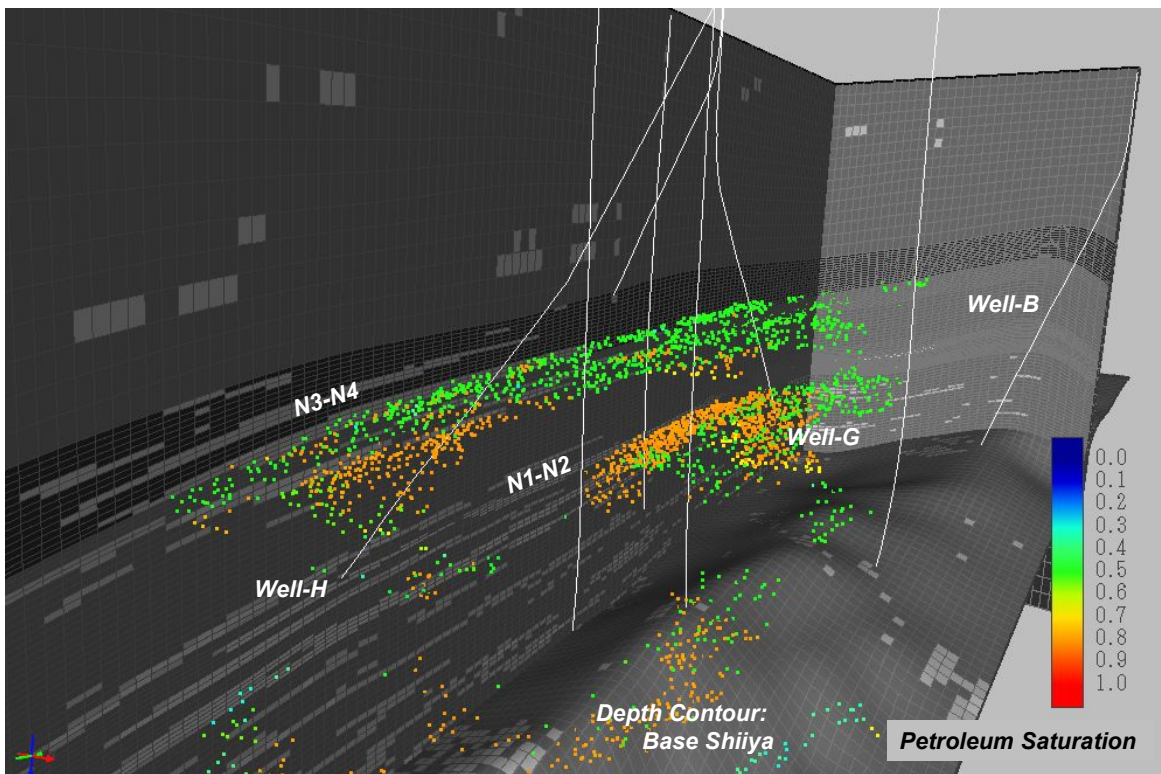 Well-B
N3-N4
Well-G
N1-N2
0.0
0.1
0.2
0.3
0.4
0.5
0.6
0.7
0.8
0.9
1.0
Well-H
Depth Contour:
Base Shiiya
Petroleum Saturation